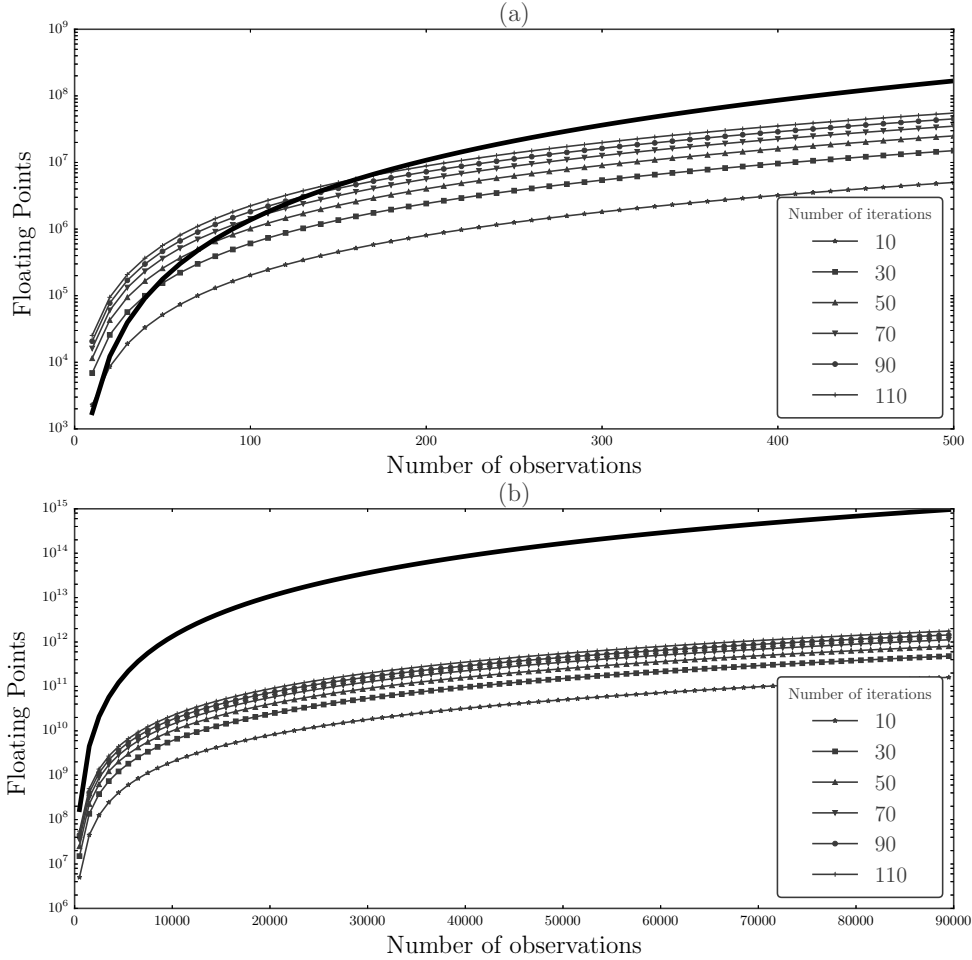 (a)
10^9
10^8
10^7
10^6
10^5
10^4
10^3
Floating Points
Number of iterations
10
30
50
70
90
110
0 100 200 300 400 500
Number of observations
(b)
10^15
10^14
10^13
10^12
10^11
10^10
10^9
10^8
10^7
10^6
Floating Points
Number of iterations
10
30
50
70
90
110
0 10000 20000 30000 40000 50000 60000 70000 80000 90000
Number of observations